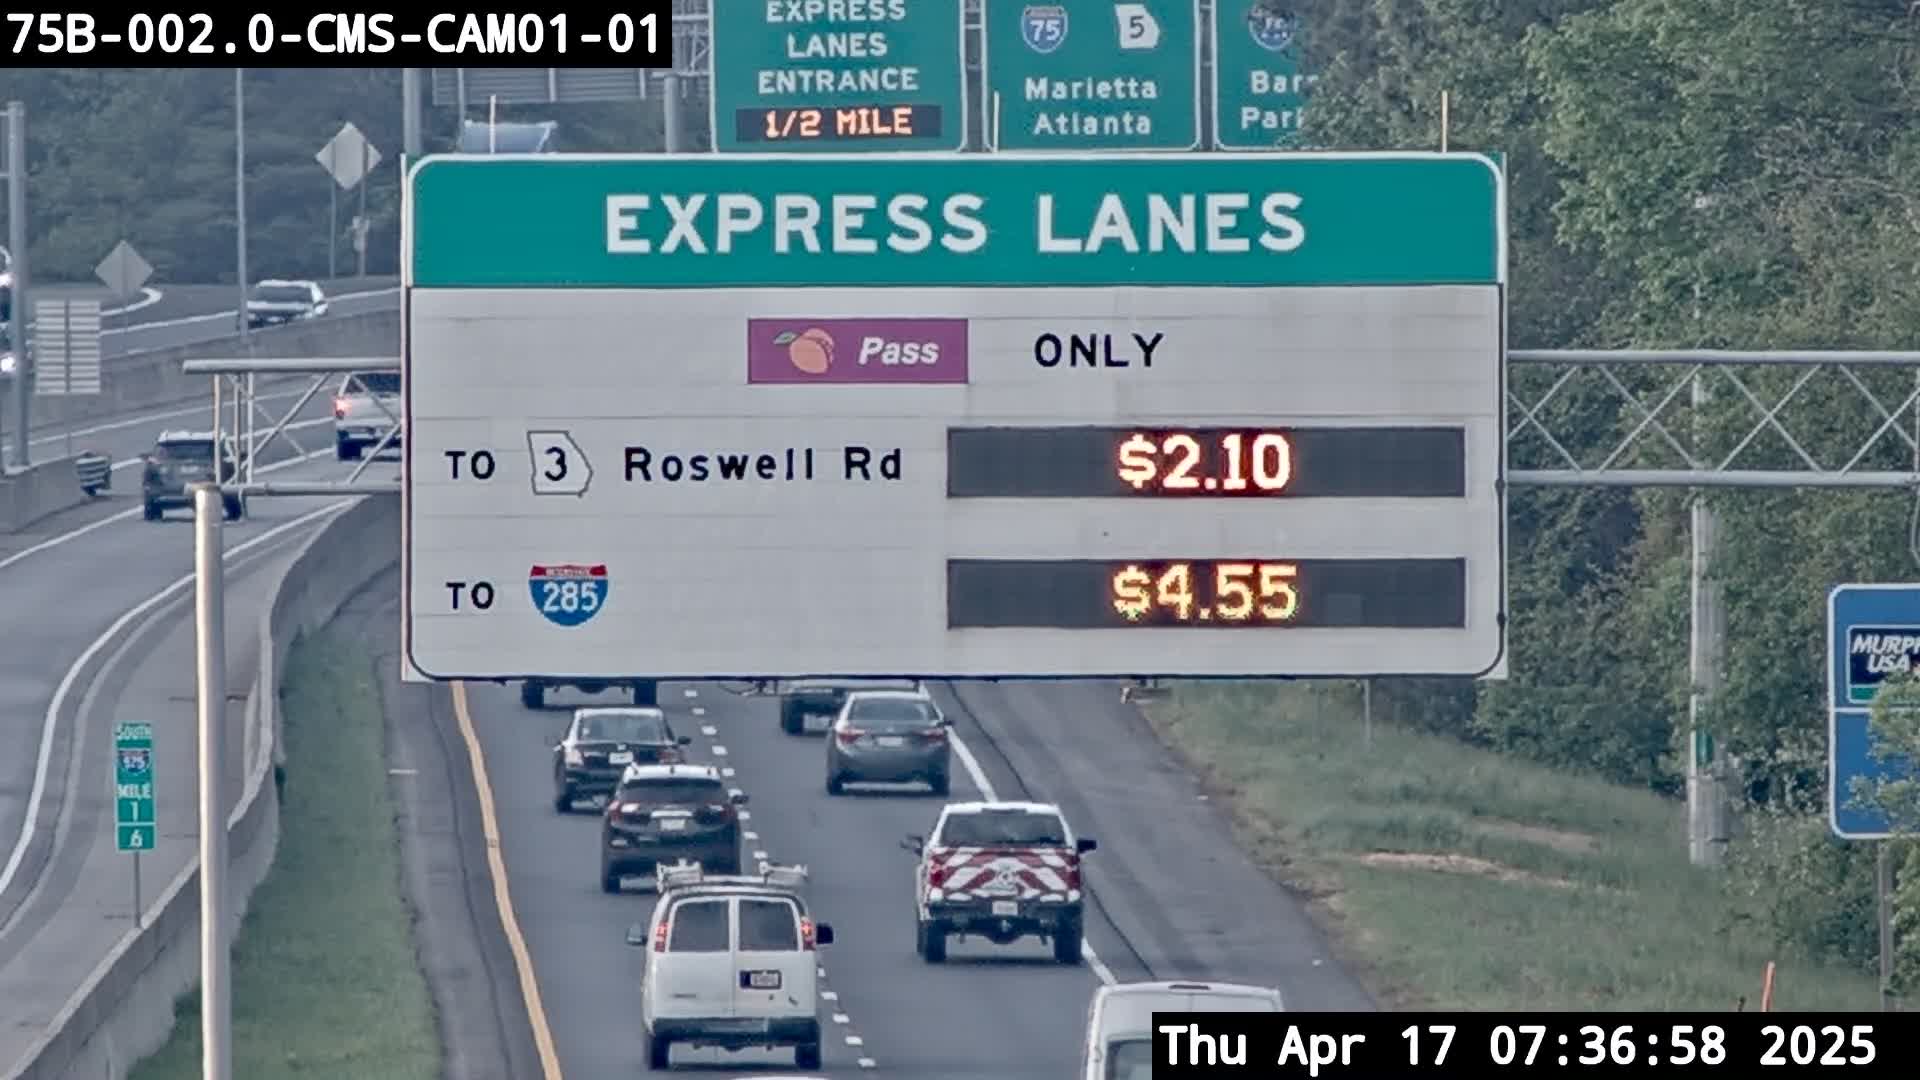 75B-002.0-CMS-CAM01-01
EXPRESS
LANES
ENTRANCE
1/2 MILE
75 5
Marietta
Atlanta
EXPRESS LANES
Pass ONLY
TO 3 Roswell Rd $2.10
TO 285 $4.55
SOUTH
575
MILE
1
6
USA
Thu Apr 17 07:36:58 2025